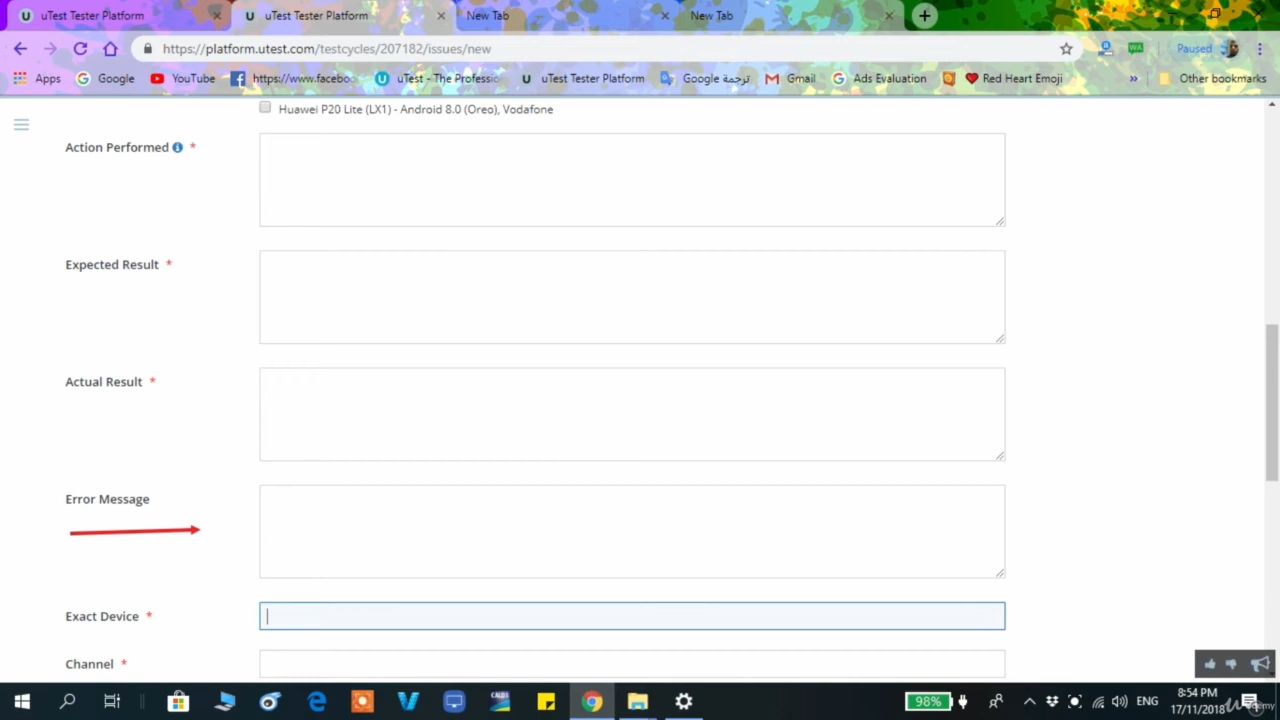 uTest Tester Platform
uTest Tester Platform
New Tab
New Tab
https://platform.utest.com/testcycles/207182/issues/new
Paused
Apps
Google
YouTube
https://www.facebo
uTest - The Professio
uTest Tester Platform
Google ترجمة
Gmail
Ads Evaluation
Red Heart Emoji
»
Other bookmarks
Huawei P20 Lite (LX1) - Android 8.0 (Oreo), Vodafone
Action Performed *
Expected Result *
Actual Result *
Error Message
Exact Device *
Channel *
98%
ENG
8:54 PM
17/11/2018